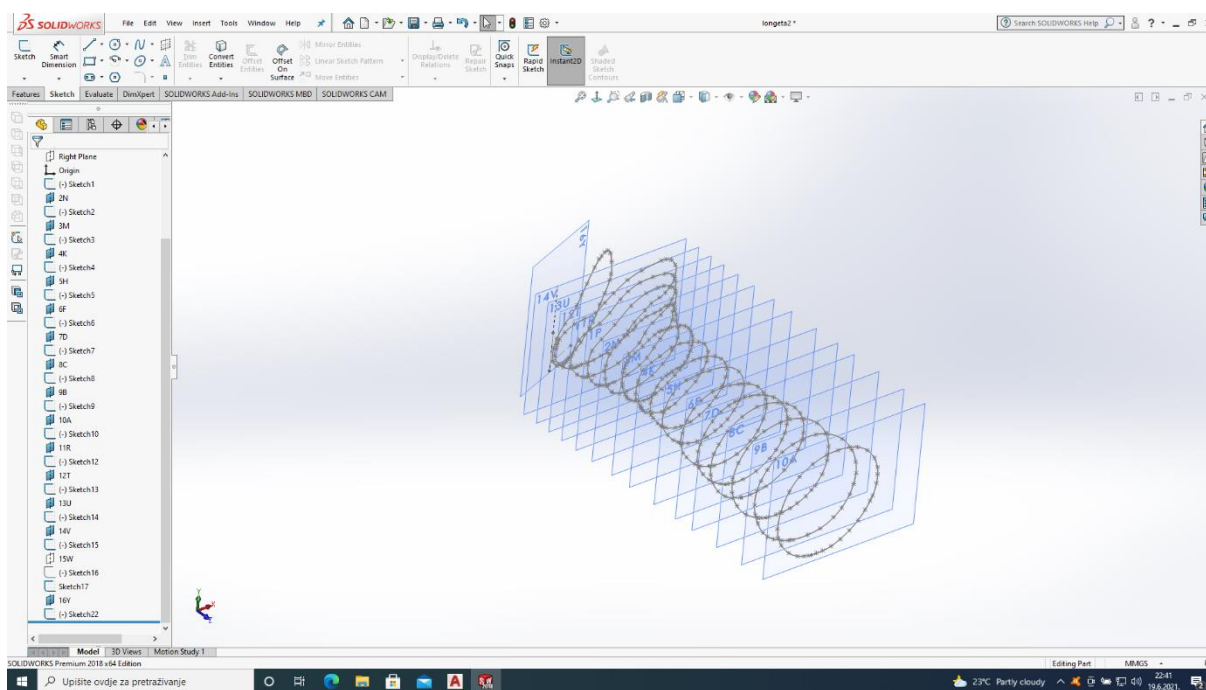 SOLIDWORKS File Edit View Insert Tools Window Help longeta2 * Search SOLIDWORKS Help
Sketch Smart Dimension Trim Entities Convert Entities Offset Entities Offset On Surface Mirror Entities Linear Sketch Pattern Move Entities Display/Delete Relations Repair Sketch Quick Snaps Rapid Sketch Instant2D Shaded Sketch Contours
Features Sketch Evaluate DimXpert SOLIDWORKS Add-Ins SOLIDWORKS MBD SOLIDWORKS CAM
Right Plane
Origin
(-) Sketch1
2N
(-) Sketch2
3M
(-) Sketch3
4K
(-) Sketch4
5H
(-) Sketch5
6F
(-) Sketch6
7D
(-) Sketch7
8C
(-) Sketch8
9B
(-) Sketch9
10A
(-) Sketch10
11R
(-) Sketch12
12T
(-) Sketch13
13U
(-) Sketch14
14V
(-) Sketch15
15W
(-) Sketch16
Sketch17
16Y
(-) Sketch22
16Y
14V
13U
12T
11R
1P
2N
3M
4K
5H
6F
7D
8C
9B
10A
Y
X
Z
Model 3D Views Motion Study 1
SOLIDWORKS Premium 2018 x64 Edition Editing Part MMGS
Upišite ovdje za pretraživanje 23°C Partly cloudy 22:41
19.6.2021.